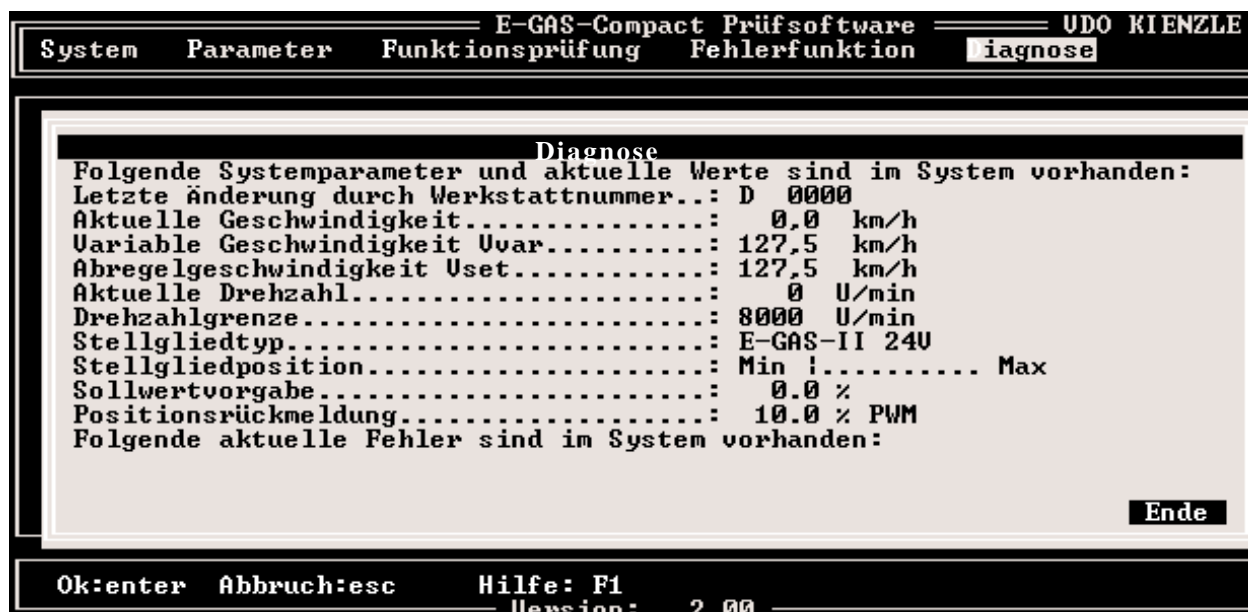 E-GAS-Compact Prüfsoftware VDO KIENZLE
System Parameter Funktionsprüfung Fehlerfunktion Diagnose
Diagnose
Folgende Systemparameter und aktuelle Werte sind im System vorhanden:
Letzte Änderung durch Werkstattnummer..: D 0000
Aktuelle Geschwindigkeit...............: 0,0 km/h
Variable Geschwindigkeit Vvar..........: 127,5 km/h
Abregelgeschwindigkeit Vset............: 127,5 km/h
Aktuelle Drehzahl......................: 0 U/min
Drehzahlgrenze.........................: 8000 U/min
Stellgliedtyp..........................: E-GAS-II 24V
Stellgliedposition.....................: Min ¦.......... Max
Sollwertvorgabe........................: 0.0 %
Positionsrückmeldung...................: 10.0 % PWM
Folgende aktuelle Fehler sind im System vorhanden:
Ende
Ok:enter Abbruch:esc Hilfe: F1
Version: 2.00